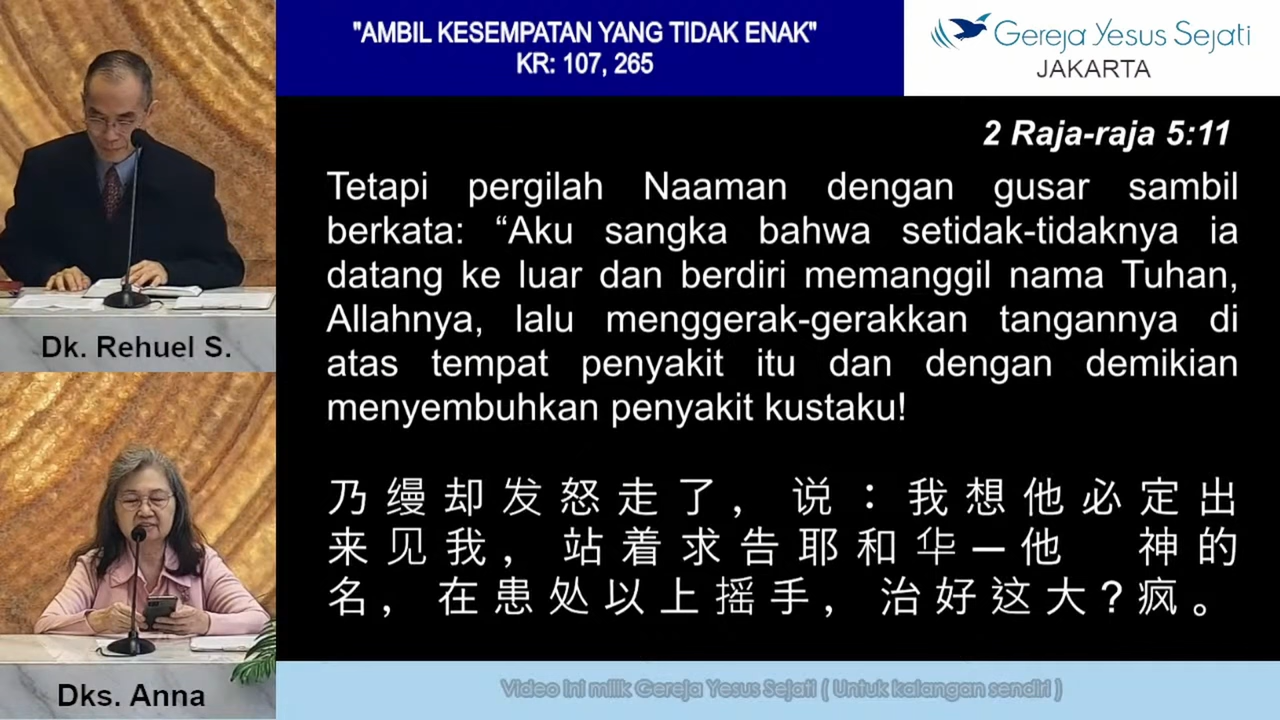 "AMBIL KESEMPATAN YANG TIDAK ENAK"
KR: 107, 265
Gereja Yesus Sejati
JAKARTA
2 Raja-raja 5:11
Tetapi pergilah Naaman dengan gusar sambil
berkata: “Aku sangka bahwa setidak-tidaknya ia
datang ke luar dan berdiri memanggil nama Tuhan,
Allahnya, lalu menggerak-gerakkan tangannya di
atas tempat penyakit itu dan dengan demikian
menyembuhkan penyakit kustaku!
乃缦却发怒走了，说：我想他必定出
来见我，站着求告耶和华—他　神的
名，在患处以上摇手，治好这大?疯。
Dk. Rehuel S.
Dks. Anna
Video ini milik Gereja Yesus Sejati ( Untuk kalangan sendiri )